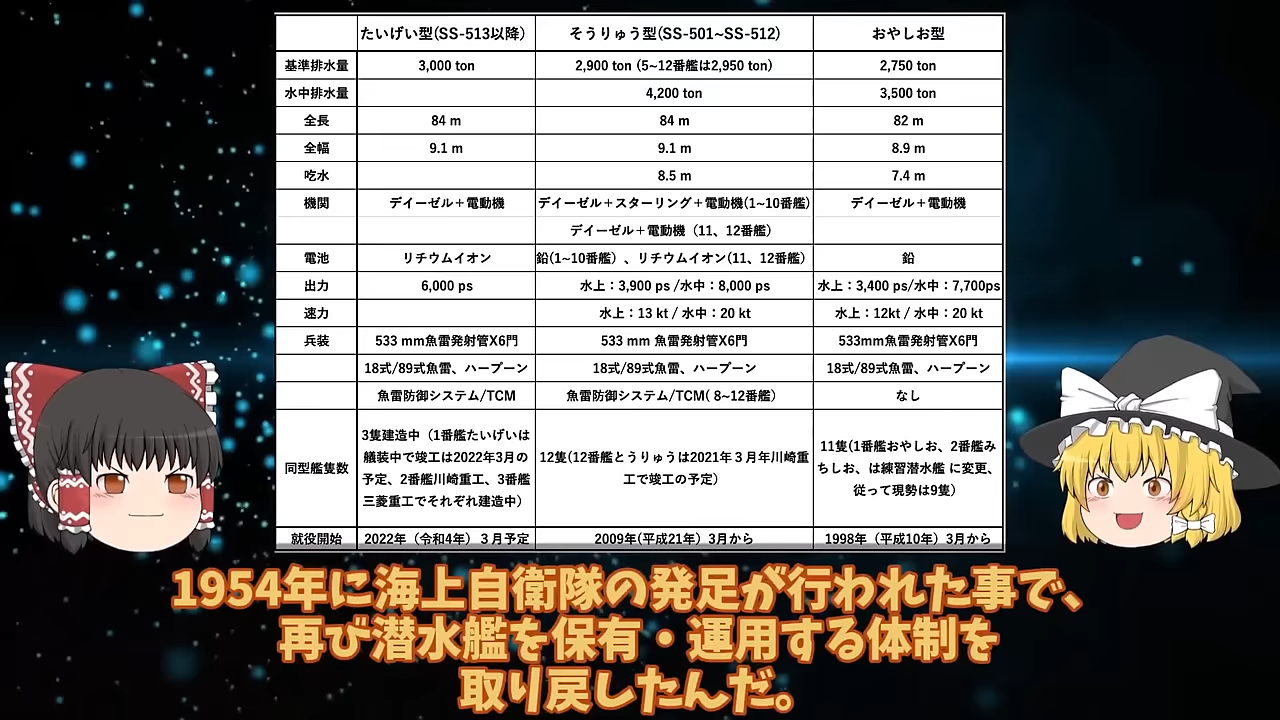 たいげい型(SS-513以降) そうりゅう型(SS-501~SS-512) おやしお型
基準排水量 3,000 ton 2,900 ton (5~12番艦は2,950 ton) 2,750 ton
水中排水量 4,200 ton 3,500 ton
全長 84 m 84 m 82 m
全幅 9.1 m 9.1 m 8.9 m
吃水 8.5 m 7.4 m
機関 デイーゼル＋電動機 デイーゼル＋スターリング＋電動機(1~10番艦) デイーゼル＋電動機
デイーゼル＋電動機（11、12番艦）
電池 リチウムイオン 鉛(1~10番艦）、リチウムイオン(11、12番艦） 鉛
出力 6,000 ps 水上：3,900 ps /水中：8,000 ps 水上：3,400 ps/水中：7,700ps
速力 水上：13 kt / 水中：20 kt 水上：12kt / 水中：20 kt
兵装 533 mm魚雷発射管X6門 533 mm 魚雷発射管X6門 533mm魚雷発射管X6門
18式/89式魚雷、ハープーン 18式/89式魚雷、ハープーン 18式/89式魚雷、ハープーン
魚雷防御システム/TCM 魚雷防御システム/TCM( 8~12番艦） なし
同型艦隻数
3隻建造中（1番艦たいげいは
艤装中で竣工は2022年3月の
予定、2番艦川崎重工、3番艦
三菱重工でそれぞれ建造中）
12隻(12番艦とうりゅうは2021年３月年川崎重
工で竣工の予定）
11隻(1番艦おやしお、2番艦み
ちしお、は練習潜水艦 に変更、
従って現勢は9隻）
就役開始 2022年（令和4年）３月予定 2009年(平成21年）3月から 1998年（平成10年）3月から
1954年に海上自衛隊の発足が行われた事で、
再び潜水艦を保有・運用する体制を
取り戻したんだ。